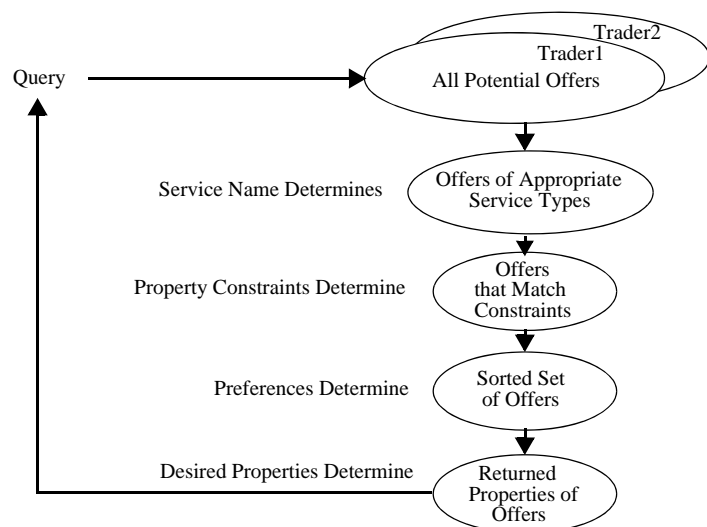 Trader2
Trader1
Query
All Potential Offers
Service Name Determines
Offers of Appropriate
Service Types
Property Constraints Determine
Offers
that Match
Constraints
Preferences Determine
Sorted Set
of Offers
Desired Properties Determine
Returned
Properties of
Offers